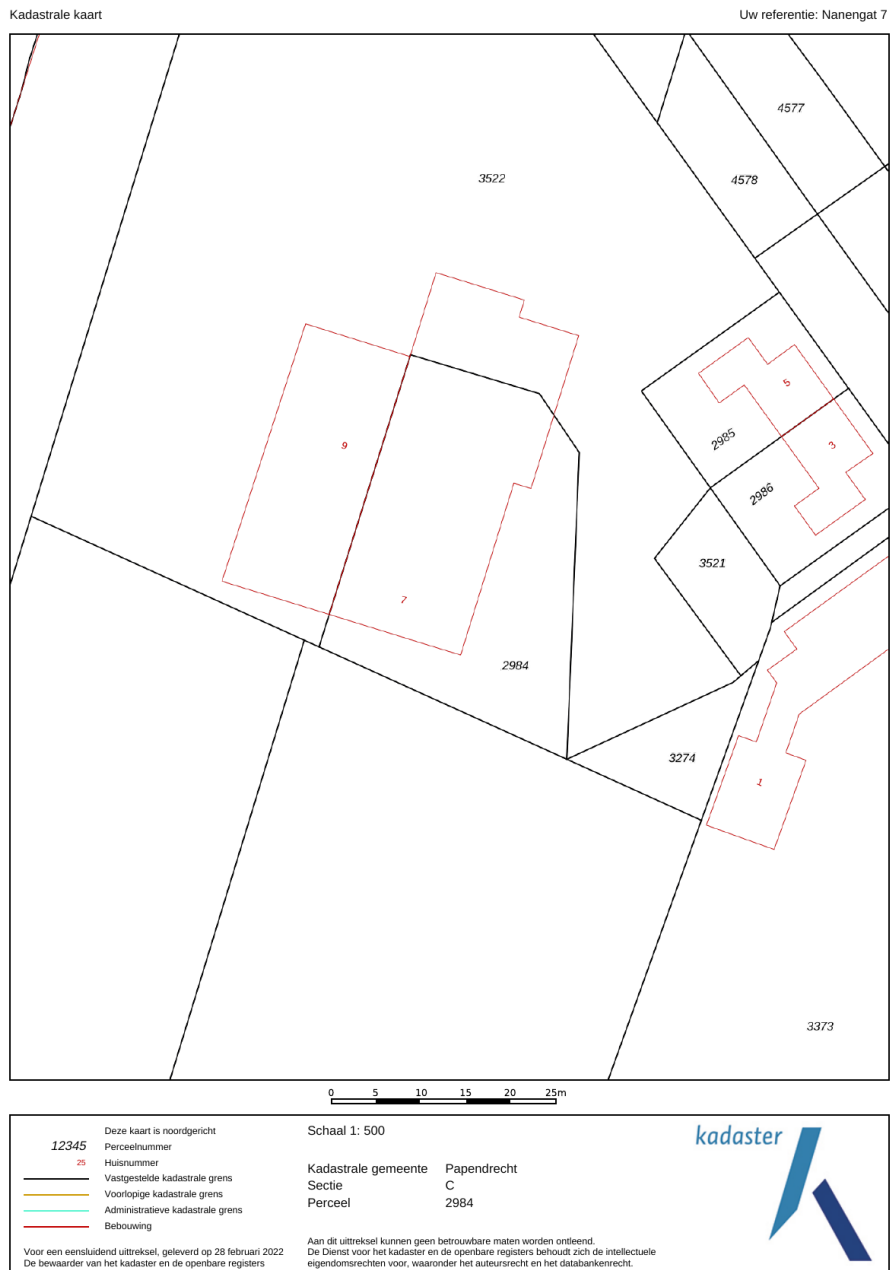 Kadastrale kaart
Uw referentie: Nanengat 7
4577
4578
3522
5
9
2985
3
2986
3521
7
2984
3274
1
3373
0 5 10 15 20 25m
Deze kaart is noordgericht
12345 Perceelnummer
25 Huisnummer
Vastgestelde kadastrale grens
Voorlopige kadastrale grens
Administratieve kadastrale grens
Bebouwing
Voor een eensluidend uittreksel, geleverd op 28 februari 2022
De bewaarder van het kadaster en de openbare registers
Schaal 1: 500
Kadastrale gemeente Papendrecht
Sectie C
Perceel 2984
Aan dit uittreksel kunnen geen betrouwbare maten worden ontleend.
De Dienst voor het kadaster en de openbare registers behoudt zich de intellectuele
eigendomsrechten voor, waaronder het auteursrecht en het databankenrecht.
kadaster